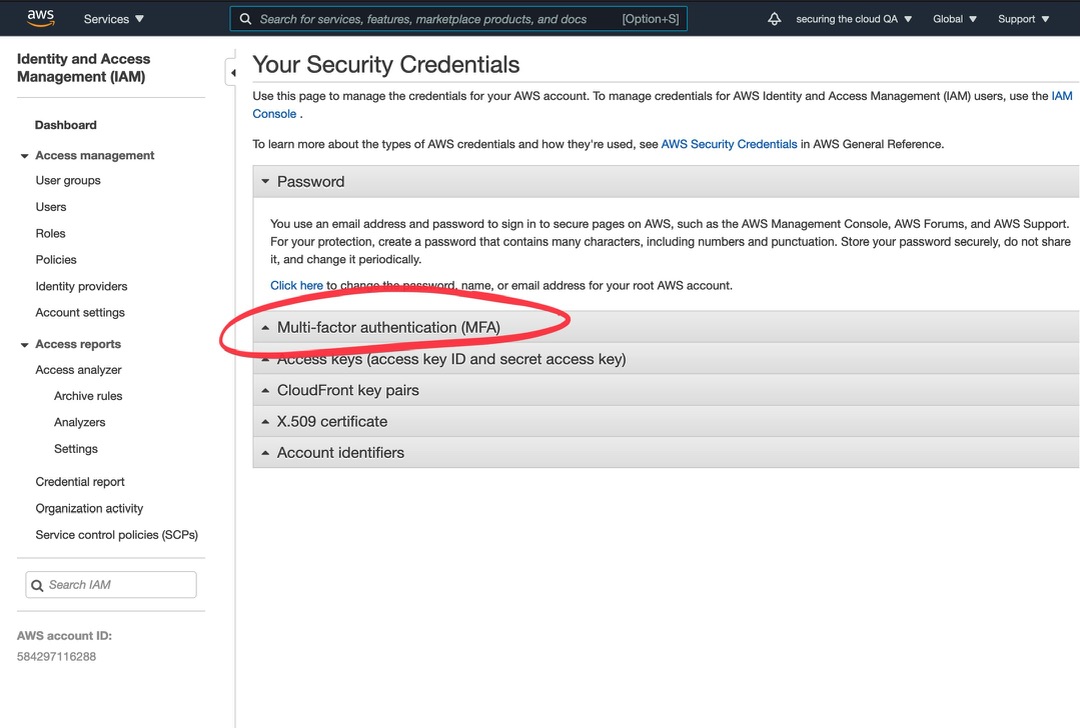 aws
Services
Search for services, features, marketplace products, and docs [Option+S]
securing the cloud QA
Global
Support
Identity and Access
Management (IAM)
Dashboard
Access management
User groups
Users
Roles
Policies
Identity providers
Account settings
Access reports
Access analyzer
Archive rules
Analyzers
Settings
Credential report
Organization activity
Service control policies (SCPs)
Search IAM
AWS account ID:
584297116288
Your Security Credentials
Use this page to manage the credentials for your AWS account. To manage credentials for AWS Identity and Access Management (IAM) users, use the IAM
Console .
To learn more about the types of AWS credentials and how they're used, see AWS Security Credentials in AWS General Reference.
Password
You use an email address and password to sign in to secure pages on AWS, such as the AWS Management Console, AWS Forums, and AWS Support.
For your protection, create a password that contains many characters, including numbers and punctuation. Store your password securely, do not share
it, and change it periodically.
Click here to change the password, name, or email address for your root AWS account.
Multi-factor authentication (MFA)
Access keys (access key ID and secret access key)
CloudFront key pairs
X.509 certificate
Account identifiers